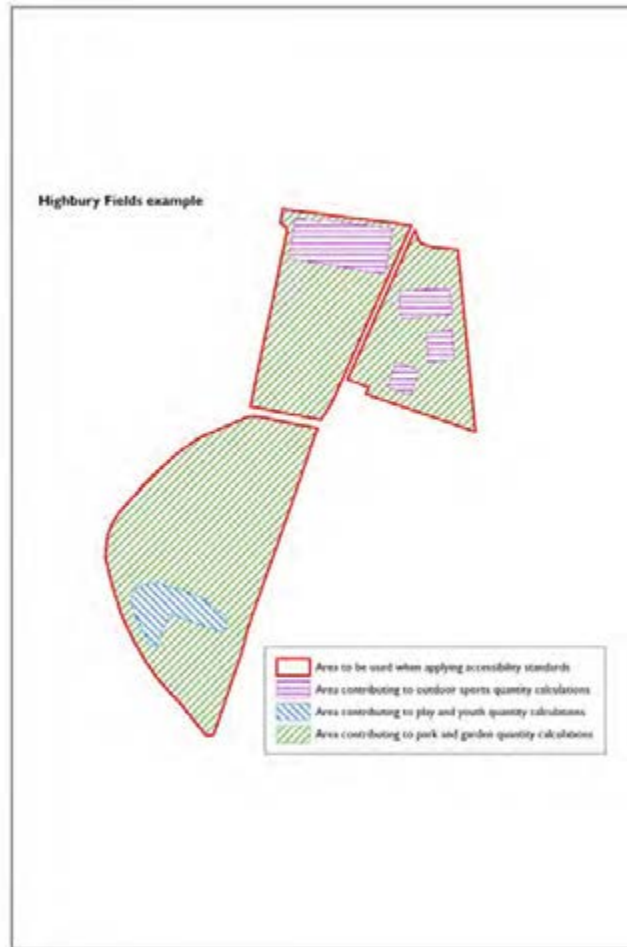 Highbury Fields example
Area to be used when applying accessibility standards
Area contributing to outdoor sports quantity calculations
Area contributing to play and youth quantity calculations
Area contributing to park and garden quantity calculations